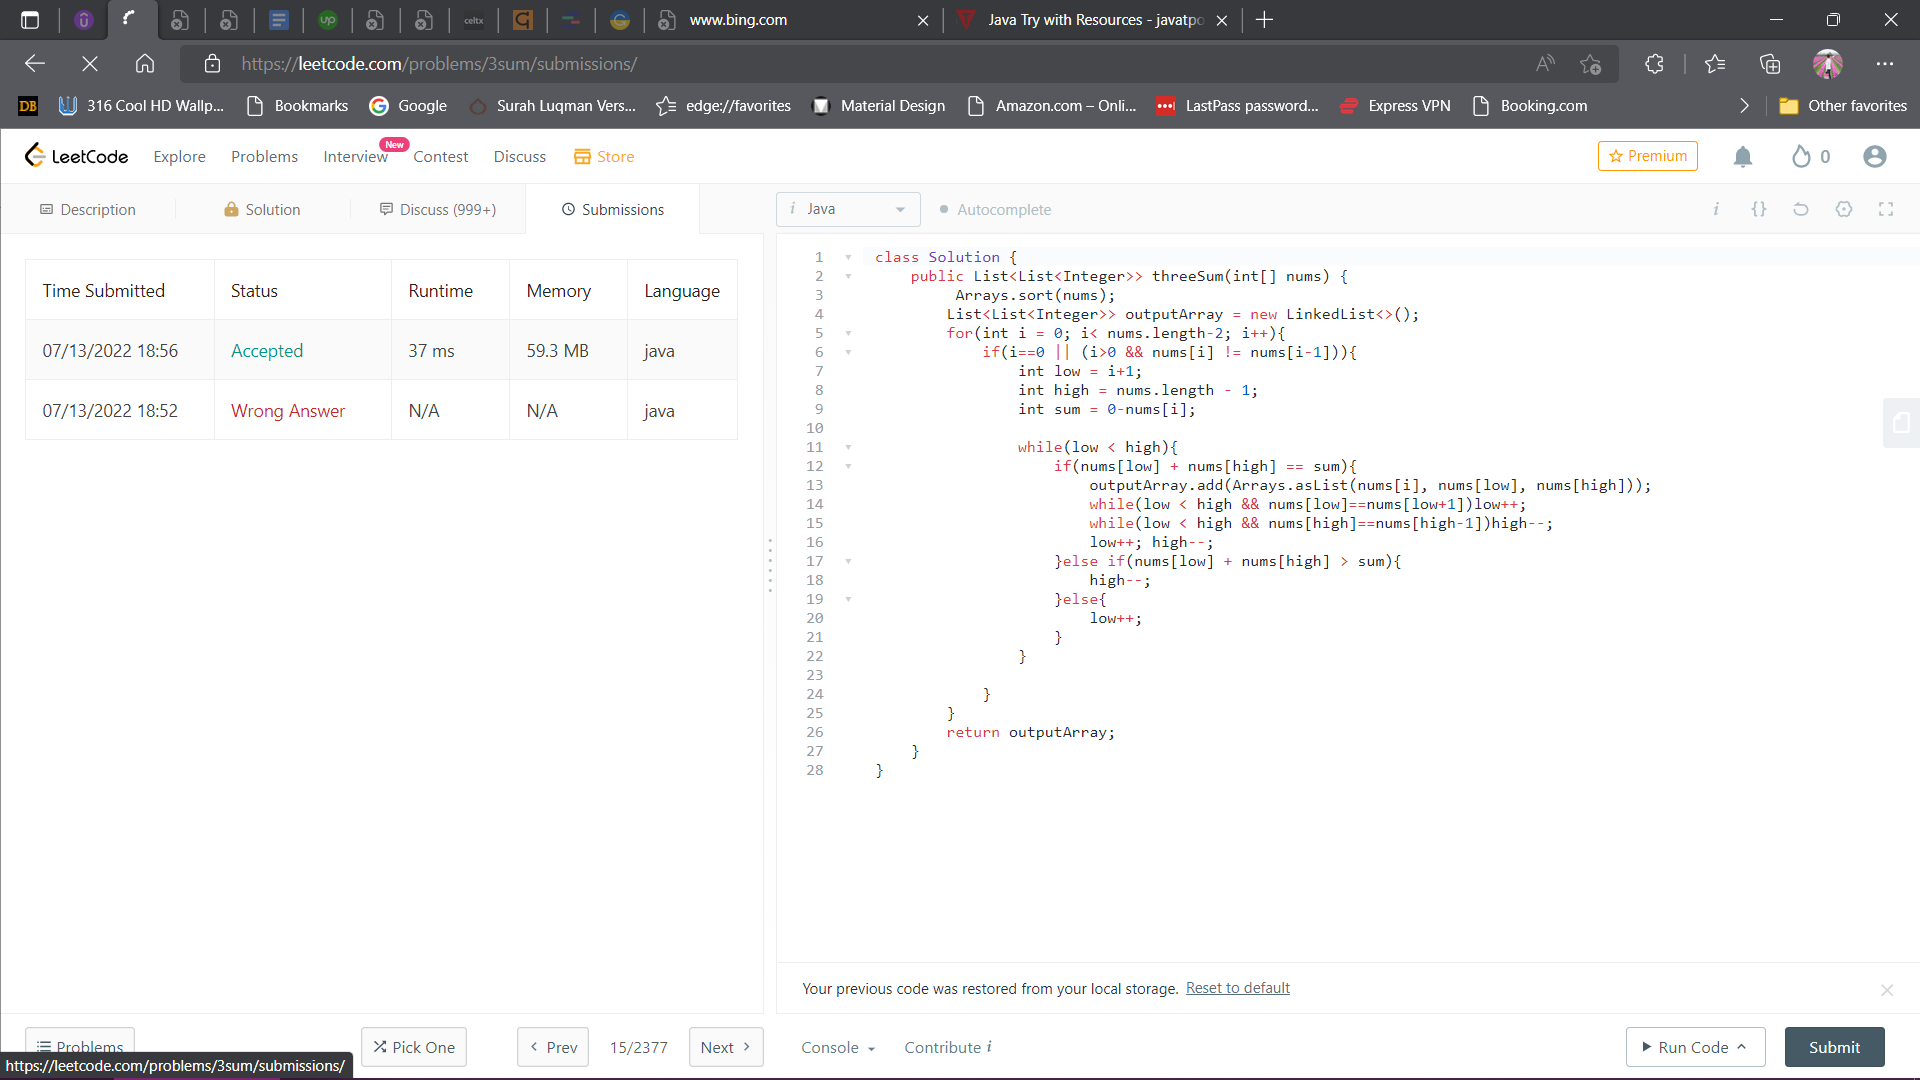 up
celtx
www.bing.com
Java Try with Resources - javatpo
https://leetcode.com/problems/3sum/submissions/
DB
316 Cool HD Wallp...
Bookmarks
Google
Surah Luqman Vers...
edge://favorites
Material Design
Amazon.com – Onli...
LastPass password...
Express VPN
Booking.com
Other favorites
LeetCode
Explore
Problems
Interview
New
Contest
Discuss
Store
Premium
0
Description
Solution
Discuss (999+)
Submissions
i Java
Autocomplete
i {}
Time Submitted Status Runtime Memory Language
07/13/2022 18:56 Accepted 37 ms 59.3 MB java
07/13/2022 18:52 Wrong Answer N/A N/A java
1 class Solution {
2 public List<List<Integer>> threeSum(int[] nums) {
3 Arrays.sort(nums);
4 List<List<Integer>> outputArray = new LinkedList<>();
5 for(int i = 0; i< nums.length-2; i++){
6 if(i==0 || (i>0 && nums[i] != nums[i-1])){
7 int low = i+1;
8 int high = nums.length - 1;
9 int sum = 0-nums[i];
10
11 while(low < high){
12 if(nums[low] + nums[high] == sum){
13 outputArray.add(Arrays.asList(nums[i], nums[low], nums[high]));
14 while(low < high && nums[low]==nums[low+1])low++;
15 while(low < high && nums[high]==nums[high-1])high--;
16 low++; high--;
17 }else if(nums[low] + nums[high] > sum){
18 high--;
19 }else{
20 low++;
21 }
22 }
23
24 }
25 }
26 return outputArray;
27 }
28 }
Your previous code was restored from your local storage. Reset to default
Problems
Pick One
Prev
15/2377
Next
Console
Contribute i
Run Code
Submit
https://leetcode.com/problems/3sum/submissions/